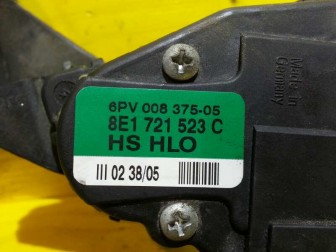 Made in
Germany
6PV 008 375-05
8E1 721 523 C
HS HLO
III 02 38/05